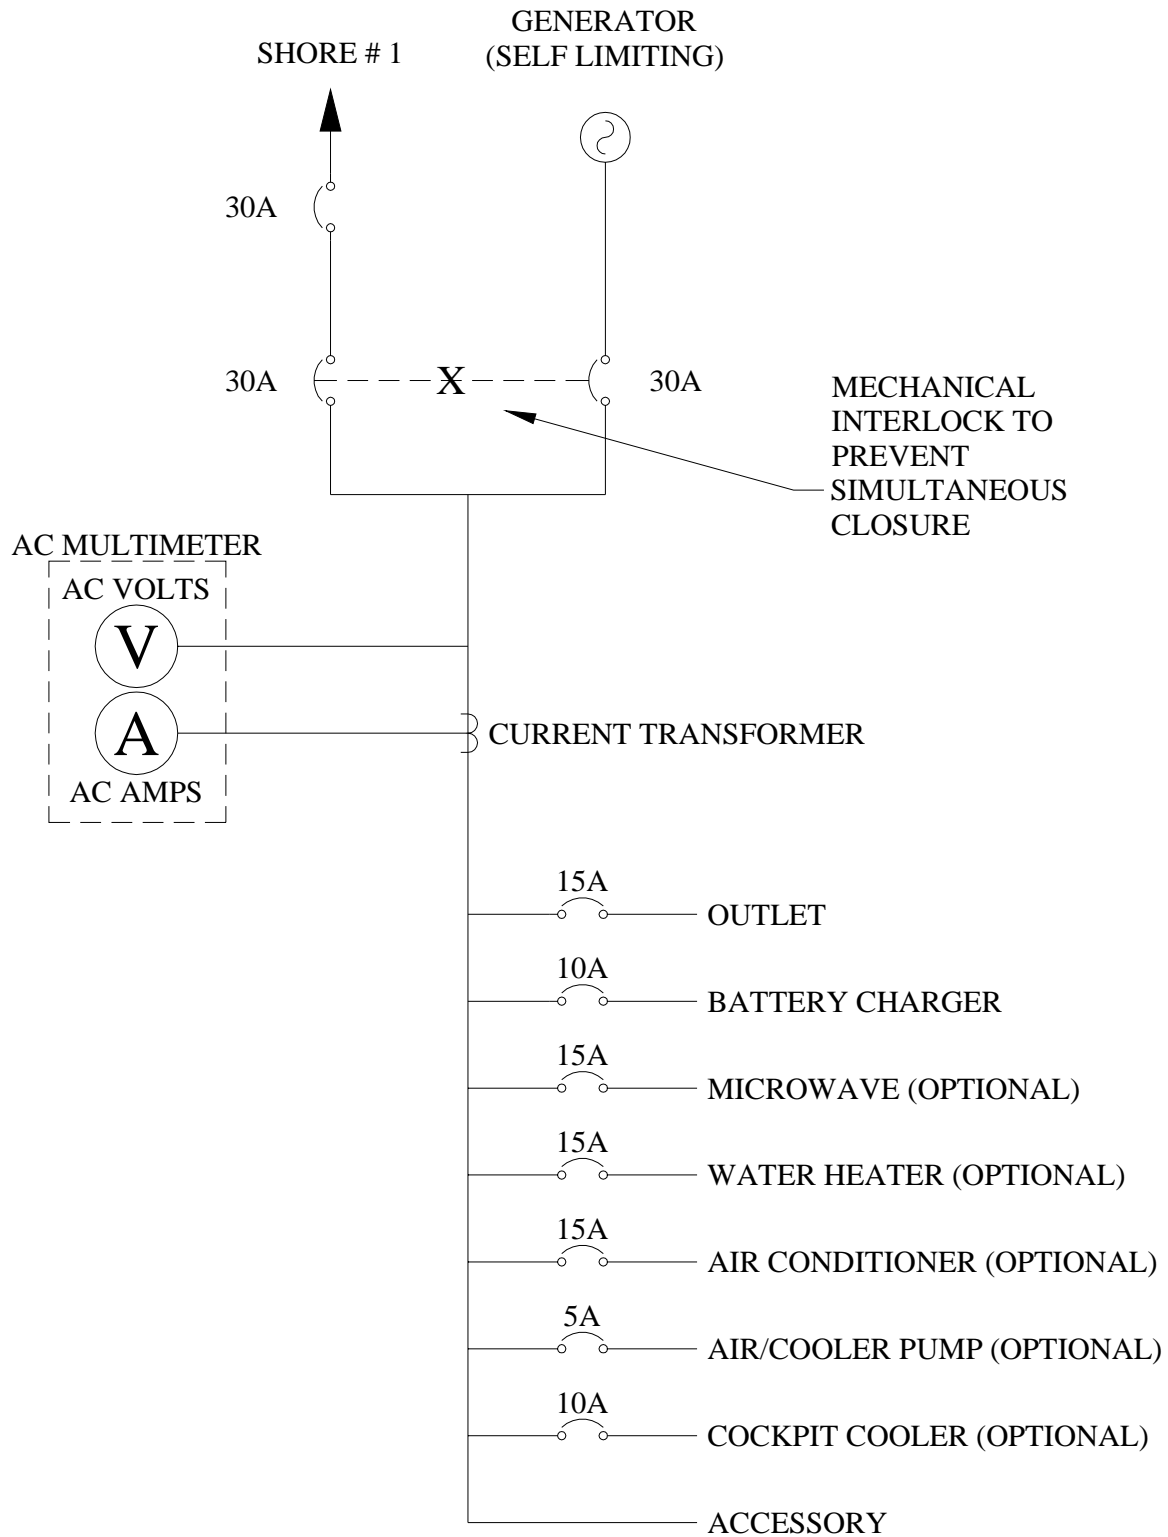 GENERATOR
(SELF LIMITING)
SHORE # 1
30A
30A
X
30A
MECHANICAL
INTERLOCK TO
PREVENT
SIMULTANEOUS
CLOSURE
AC MULTIMETER
AC VOLTS
V
A
AC AMPS
CURRENT TRANSFORMER
15A
OUTLET
10A
BATTERY CHARGER
15A
MICROWAVE (OPTIONAL)
15A
WATER HEATER (OPTIONAL)
15A
AIR CONDITIONER (OPTIONAL)
5A
AIR/COOLER PUMP (OPTIONAL)
10A
COCKPIT COOLER (OPTIONAL)
ACCESSORY